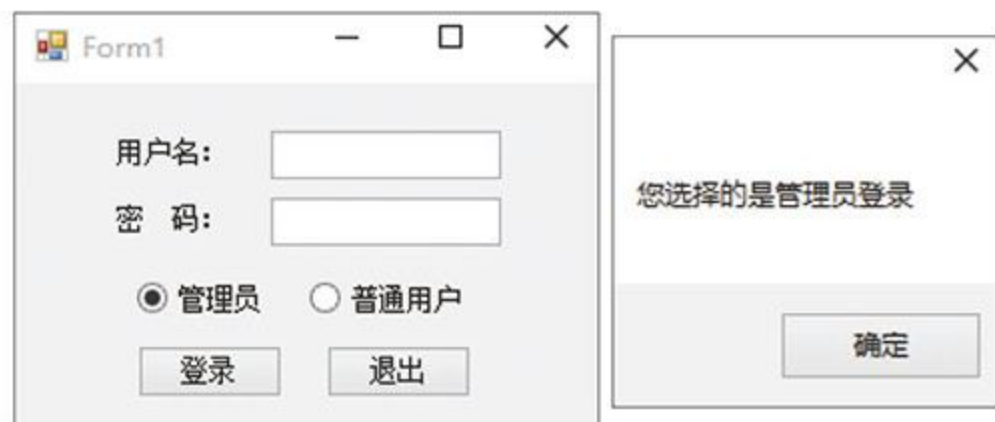 Form1
用户名:
密 码:
管理员 普通用户
登录 退出
您选择的是管理员登录
确定